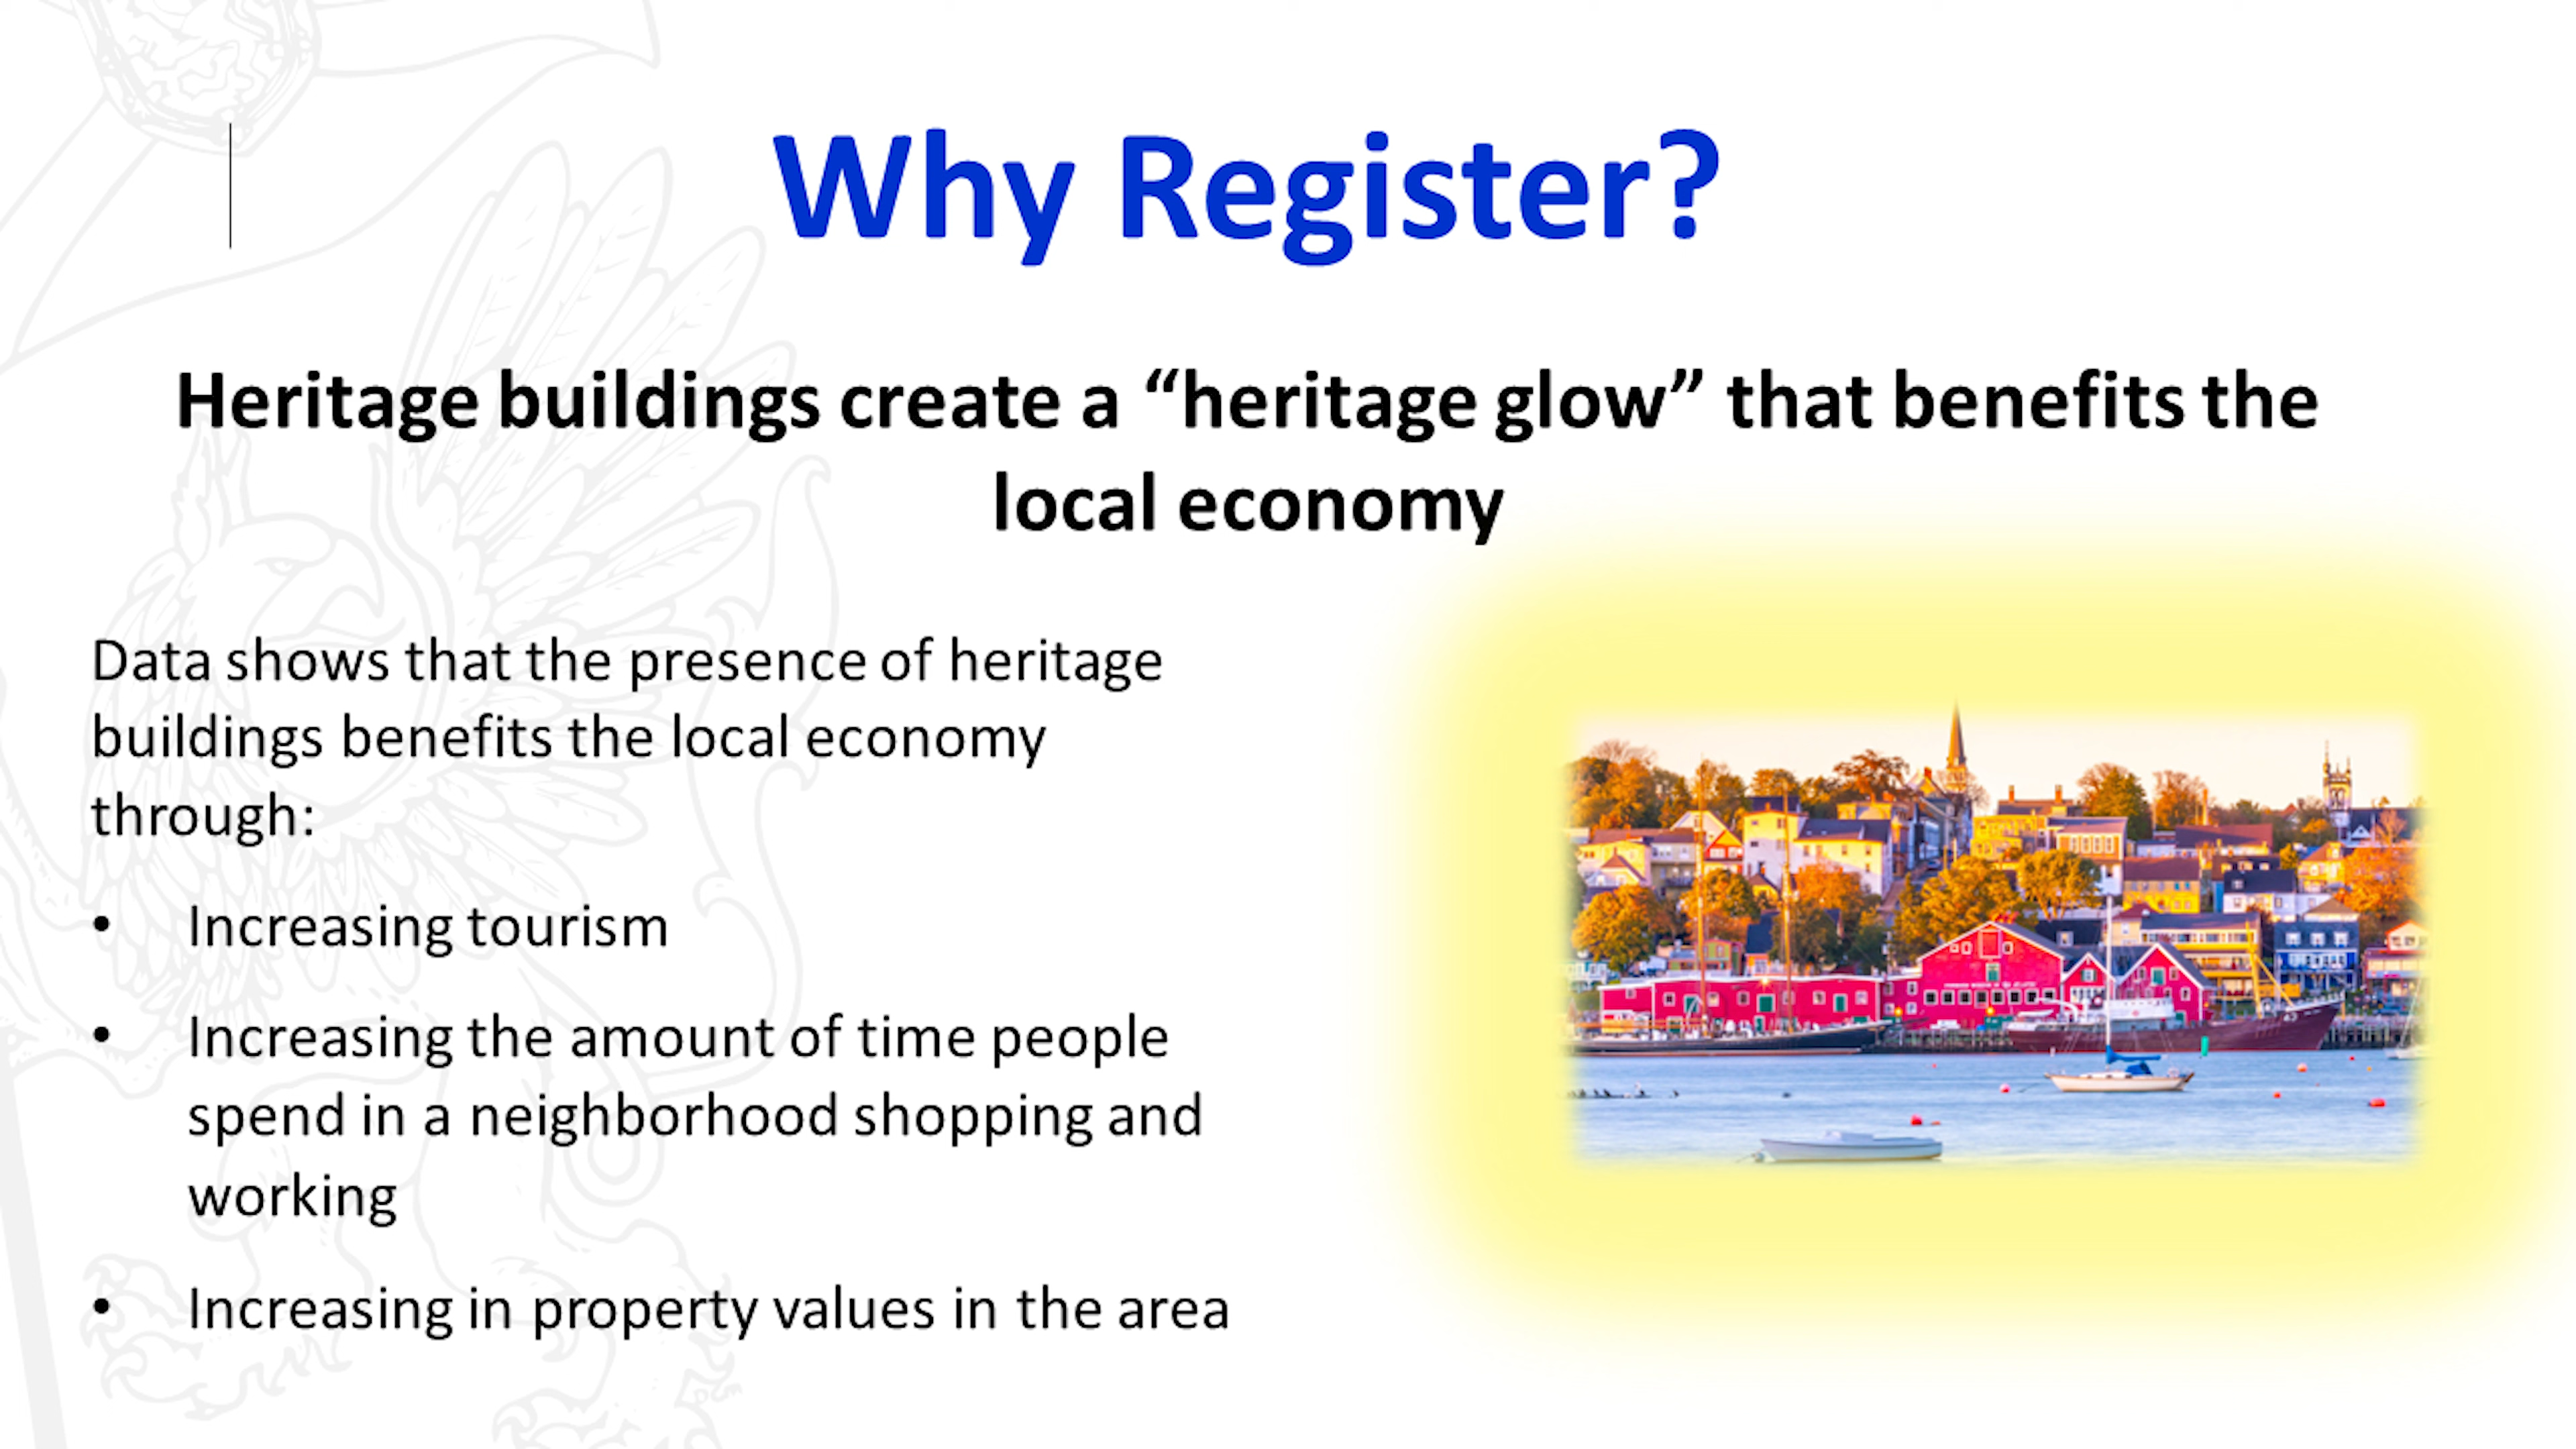 Why Register?
Heritage buildings create a “heritage glow” that benefits the
local economy
Data shows that the presence of heritage
buildings benefits the local economy
through:
• Increasing tourism
• Increasing the amount of time people
spend in a neighborhood shopping and
working
• Increasing in property values in the area